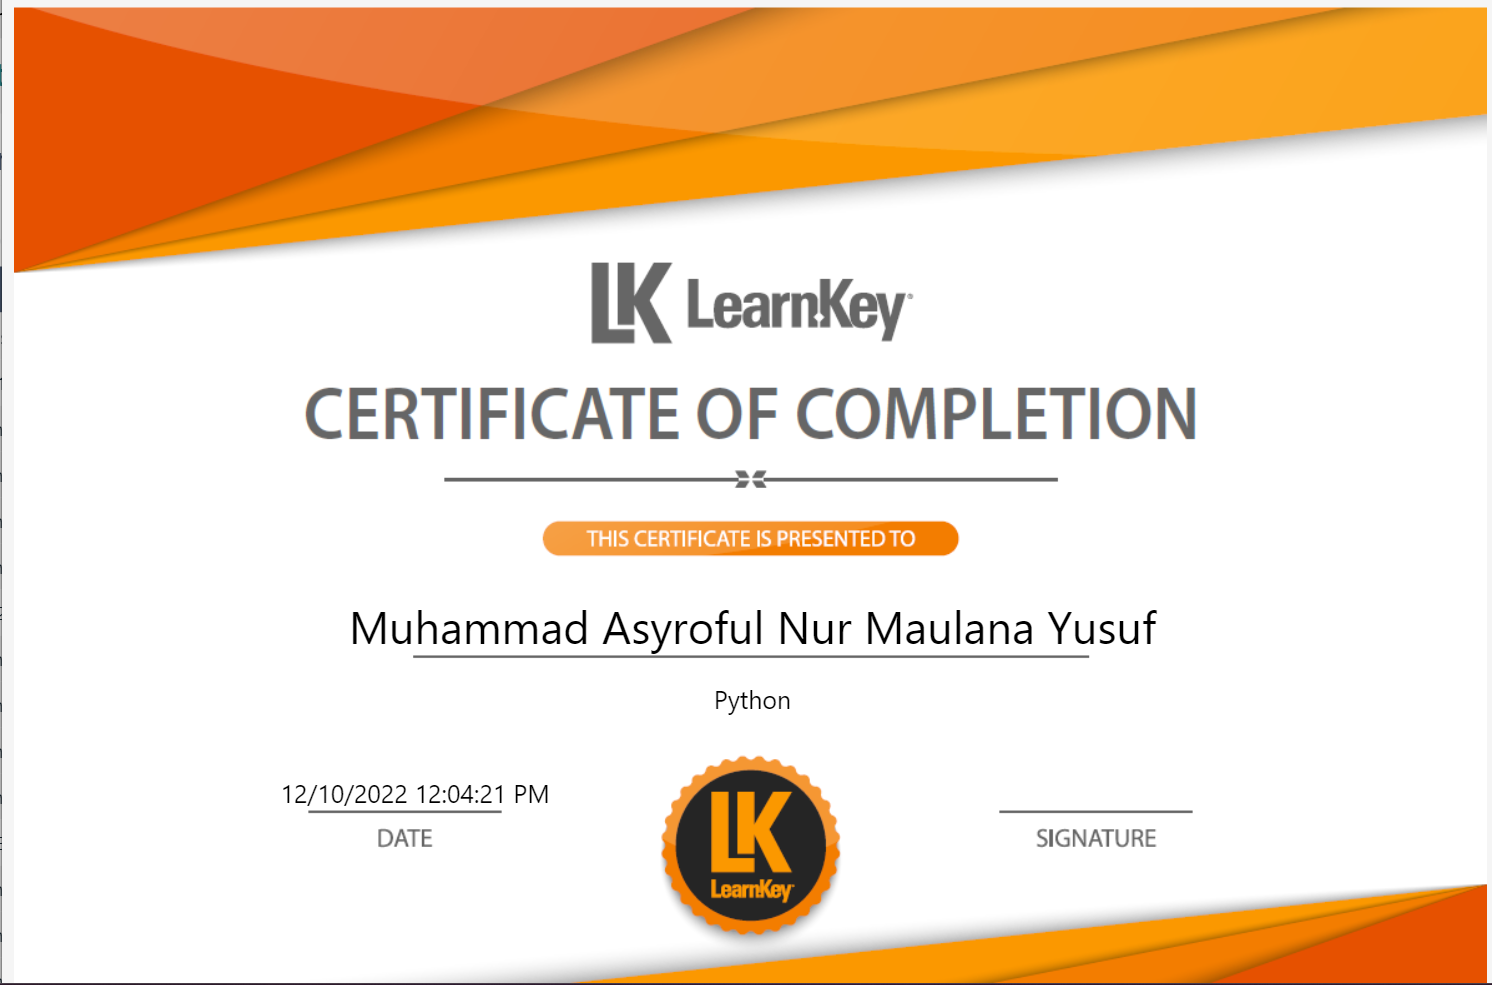 LK LearnKey
CERTIFICATE OF COMPLETION
THIS CERTIFICATE IS PRESENTED TO
Muhammad Asyroful Nur Maulana Yusuf
Python
12/10/2022 12:04:21 PM
DATE
LK
LearnKey
SIGNATURE